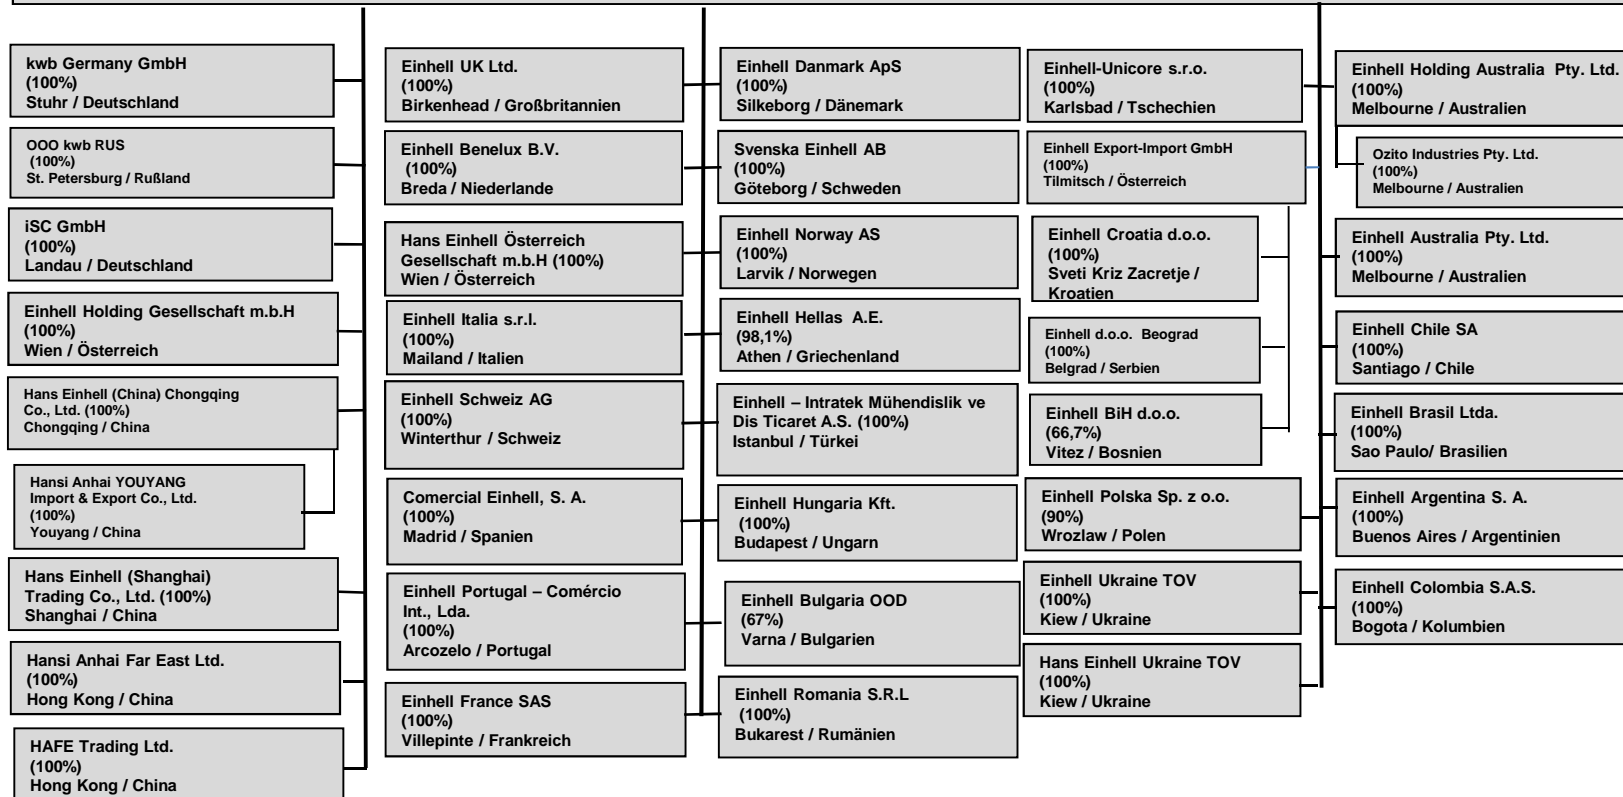 kwb Germany GmbH
(100%)
Stuhr / Deutschland
OOO kwb RUS
(100%)
St. Petersburg / Rußland
iSC GmbH
(100%)
Landau / Deutschland
Einhell Holding Gesellschaft m.b.H
(100%)
Wien / Österreich
Hans Einhell (China) Chongqing
Co., Ltd. (100%)
Chongqing / China
Hansi Anhai YOUYANG
Import & Export Co., Ltd.
(100%)
Youyang / China
Hans Einhell (Shanghai)
Trading Co., Ltd. (100%)
Shanghai / China
Hansi Anhai Far East Ltd.
(100%)
Hong Kong / China
HAFE Trading Ltd.
(100%)
Hong Kong / China
Einhell UK Ltd.
(100%)
Birkenhead / Großbritannien
Einhell Benelux B.V.
(100%)
Breda / Niederlande
Hans Einhell Österreich
Gesellschaft m.b.H (100%)
Wien / Österreich
Einhell Italia s.r.l.
(100%)
Mailand / Italien
Einhell Schweiz AG
(100%)
Winterthur / Schweiz
Comercial Einhell, S. A.
(100%)
Madrid / Spanien
Einhell Portugal – Comércio
Int., Lda.
(100%)
Arcozelo / Portugal
Einhell France SAS
(100%)
Villepinte / Frankreich
Einhell Danmark ApS
(100%)
Silkeborg / Dänemark
Svenska Einhell AB
(100%)
Göteborg / Schweden
Einhell Norway AS
(100%)
Larvik / Norwegen
Einhell Hellas A.E.
(98,1%)
Athen / Griechenland
Einhell – Intratek Mühendislik ve
Dis Ticaret A.S. (100%)
Istanbul / Türkei
Einhell Hungaria Kft.
(100%)
Budapest / Ungarn
Einhell Bulgaria OOD
(67%)
Varna / Bulgarien
Einhell Romania S.R.L
(100%)
Bukarest / Rumänien
Einhell-Unicore s.r.o.
(100%)
Karlsbad / Tschechien
Einhell Export-Import GmbH
(100%)
Tilmitsch / Österreich
Einhell Croatia d.o.o.
(100%)
Sveti Kriz Zacretje /
Kroatien
Einhell d.o.o. Beograd
(100%)
Belgrad / Serbien
Einhell BiH d.o.o.
(66,7%)
Vitez / Bosnien
Einhell Polska Sp. z o.o.
(90%)
Wrozlaw / Polen
Einhell Ukraine TOV
(100%)
Kiew / Ukraine
Hans Einhell Ukraine TOV
(100%)
Kiew / Ukraine
Einhell Holding Australia Pty. Ltd.
(100%)
Melbourne / Australien
Ozito Industries Pty. Ltd.
(100%)
Melbourne / Australien
Einhell Australia Pty. Ltd.
(100%)
Melbourne / Australien
Einhell Chile SA
(100%)
Santiago / Chile
Einhell Brasil Ltda.
(100%)
Sao Paulo/ Brasilien
Einhell Argentina S. A.
(100%)
Buenos Aires / Argentinien
Einhell Colombia S.A.S.
(100%)
Bogota / Kolumbien